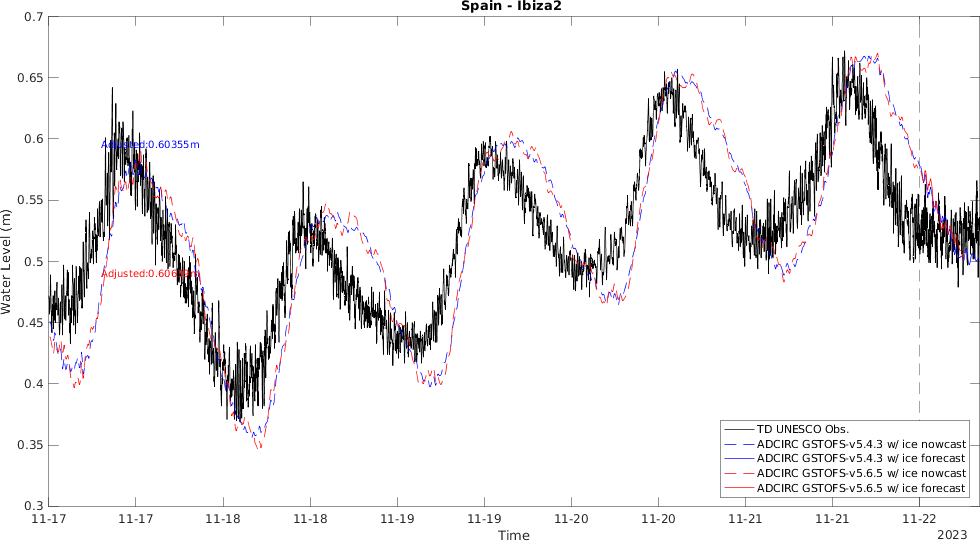 Spain - Ibiza2
0.7
0.65
0.6
0.55
0.5
0.45
0.4
0.35
0.3
Water Level (m)
Adjusted:0.60355m
TD UNESCO Obs.
ADCIRC GSTOFS-v5.4.3 w/ ice nowcast
ADCIRC GSTOFS-v5.4.3 w/ ice forecast
ADCIRC GSTOFS-v5.6.5 w/ ice nowcast
ADCIRC GSTOFS-v5.6.5 w/ ice forecast
11-17
11-17
11-18
11-18
11-19
11-19
11-20
11-20
11-21
11-21
11-22
Time
2023